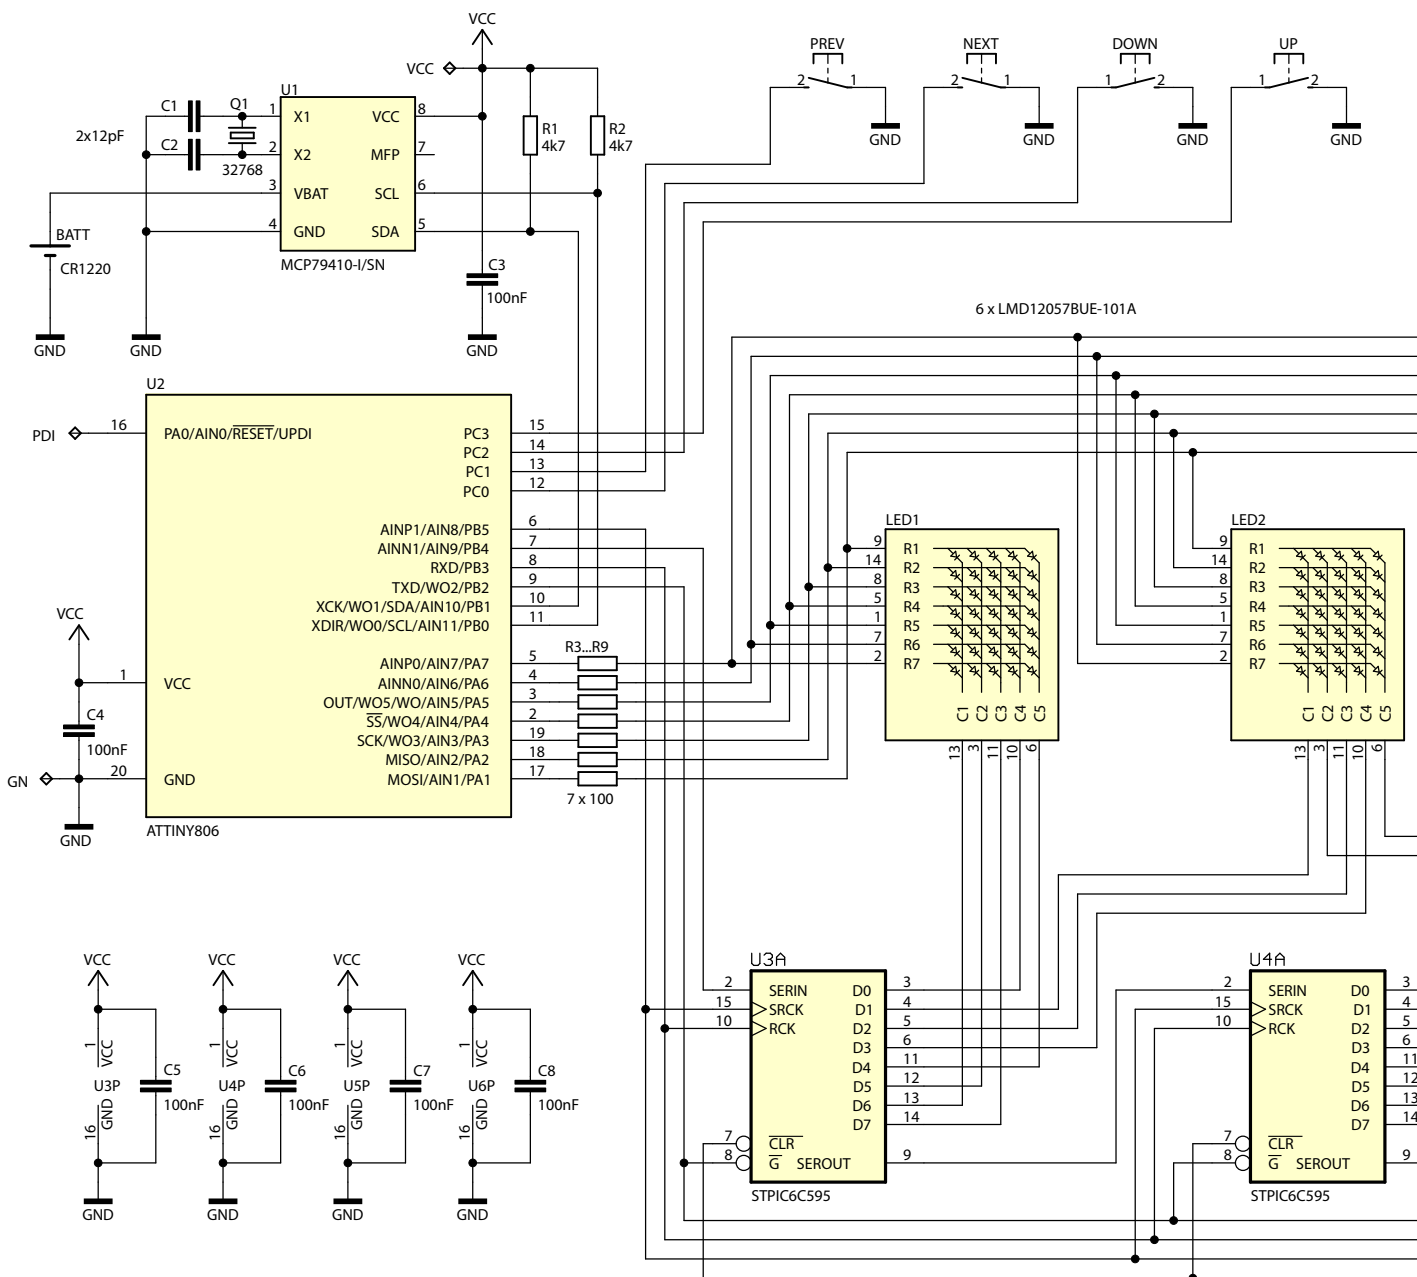 VCC
VCC
U1
C1
C2
2x12pF
Q1
32768
1 X1
2 X2
3 VBAT
4 GND
VCC 8
MFP 7
SCL 6
SDA 5
MCP79410-I/SN
R1
4k7
R2
4k7
C3
100nF
BATT
CR1220
GND
GND
GND
PREV
2 1
GND
NEXT
2 1
GND
DOWN
1 2
GND
UP
1 2
GND
6 x LMD12057BUE-101A
U2
PDI
16 PA0/AIN0/RESET/UPDI
PC3 15
PC2 14
PC1 13
PC0 12
AINP1/AIN8/PB5 6
AINN1/AIN9/PB4 7
RXD/PB3 8
TXD/WO2/PB2 9
XCK/WO1/SDA/AIN10/PB1 10
XDIR/WO0/SCL/AIN11/PB0 11
AINP0/AIN7/PA7 5
AINN0/AIN6/PA6 4
OUT/WO5/WO/AIN5/PA5 3
SS/WO4/AIN4/PA4 2
SCK/WO3/AIN3/PA3 19
MISO/AIN2/PA2 18
MOSI/AIN1/PA1 17
R3...R9
7 x 100
VCC
1 VCC
C4
100nF
GN
20 GND
GND
ATTINY806
LED1
9 R1
14 R2
8 R3
5 R4
1 R5
7 R6
2 R7
C1 C2 C3 C4 C5
13 3 11 10 6
LED2
9 R1
14 R2
8 R3
5 R4
1 R5
7 R6
2 R7
C1 C2 C3 C4 C5
13 3 11 10 6
VCC
1 VCC
U3P
16 GND
C5
100nF
GND
VCC
1 VCC
U4P
16 GND
C6
100nF
GND
VCC
1 VCC
U5P
16 GND
C7
100nF
GND
VCC
1 VCC
U6P
16 GND
C8
100nF
GND
U3A
2 SERIN
15 SRCK
10 RCK
7 CLR
8 G
D0 3
D1 4
D2 5
D3 6
D4 11
D5 12
D6 13
D7 14
SEROUT 9
STPIC6C595
U4A
2 SERIN
15 SRCK
10 RCK
7 CLR
8 G
D0 3
D1 4
D2 5
D3 6
D4 11
D5 12
D6 13
D7 14
SEROUT 9
STPIC6C595